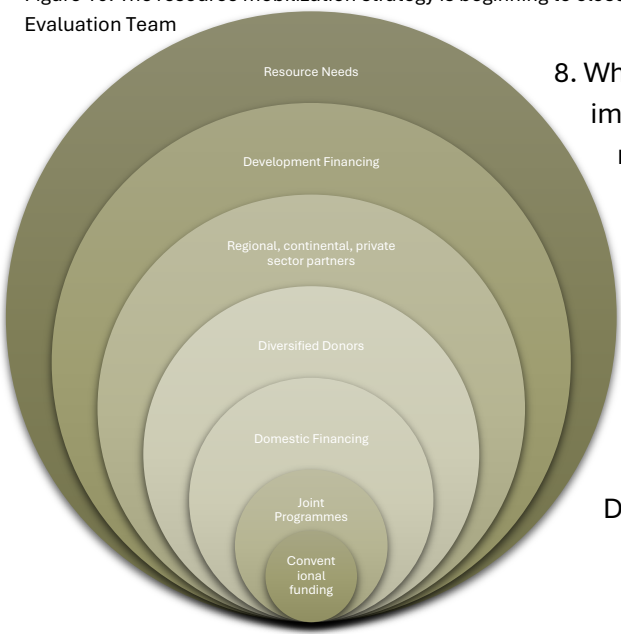 Evaluation Team
8. Wh
im
Resource Needs
Development Financing
Regional, continental, private
sector partners
Diversified Donors
Domestic Financing
Joint
Programmes
D
Convent
ional
funding